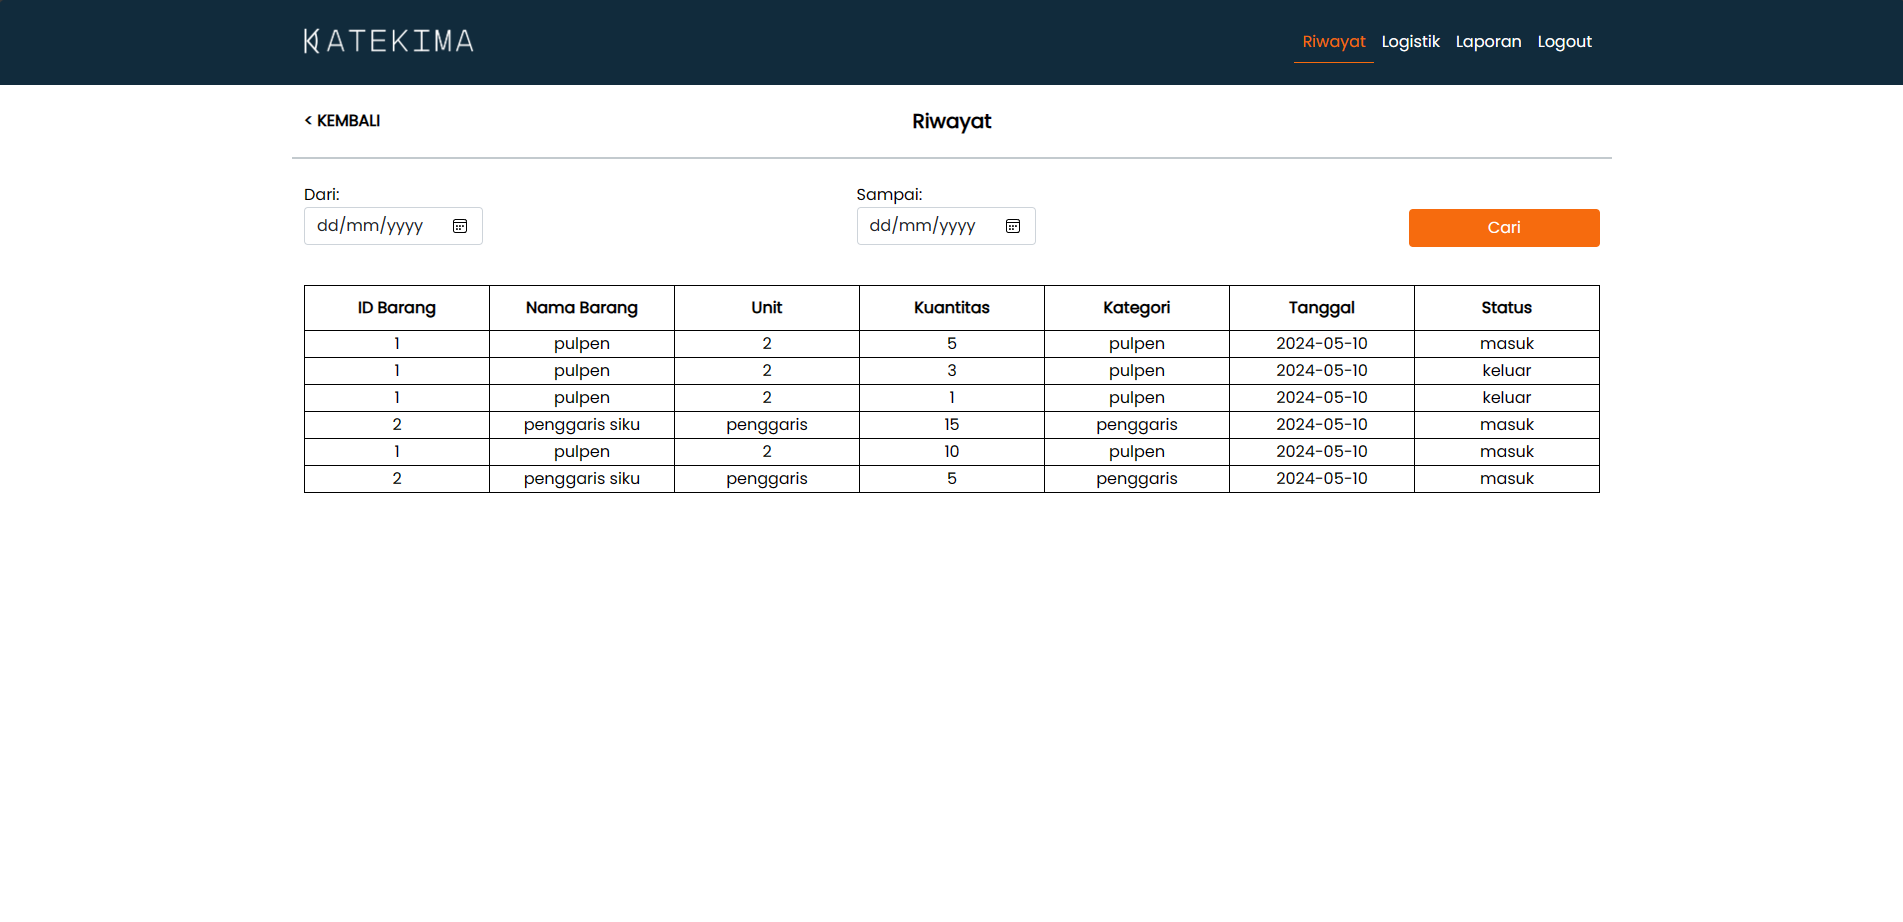 KATEKIMA
Riwayat Logistik Laporan Logout
< KEMBALI
Riwayat
Dari:
dd/mm/yyyy
Sampai:
dd/mm/yyyy
Cari
ID Barang Nama Barang Unit Kuantitas Kategori Tanggal Status
1 pulpen 2 5 pulpen 2024-05-10 masuk
1 pulpen 2 3 pulpen 2024-05-10 keluar
1 pulpen 2 1 pulpen 2024-05-10 keluar
2 penggaris siku penggaris 15 penggaris 2024-05-10 masuk
1 pulpen 2 10 pulpen 2024-05-10 masuk
2 penggaris siku penggaris 5 penggaris 2024-05-10 masuk